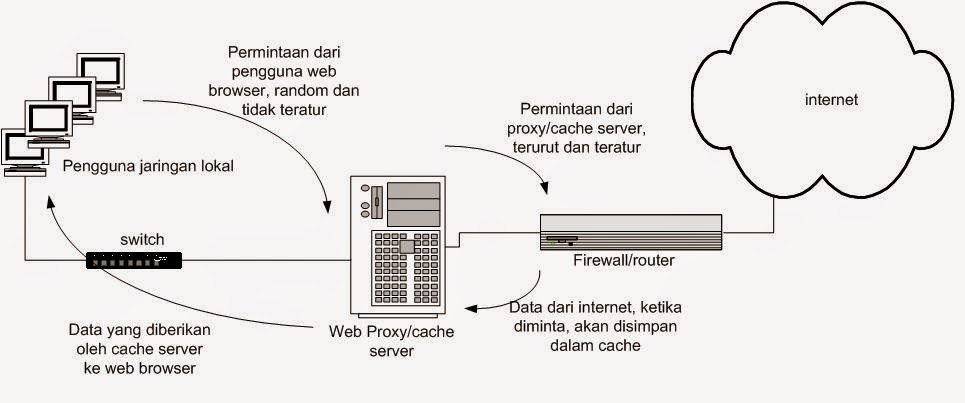 Permintaan dari
pengguna web
browser, random dan
tidak teratur
Permintaan dari
proxy/cache server,
terurut dan teratur
internet
Pengguna jaringan lokal
switch
Firewall/router
Data yang diberikan
oleh cache server
ke web browser
Web Proxy/cache
server
Data dari internet, ketika
diminta, akan disimpan
dalam cache